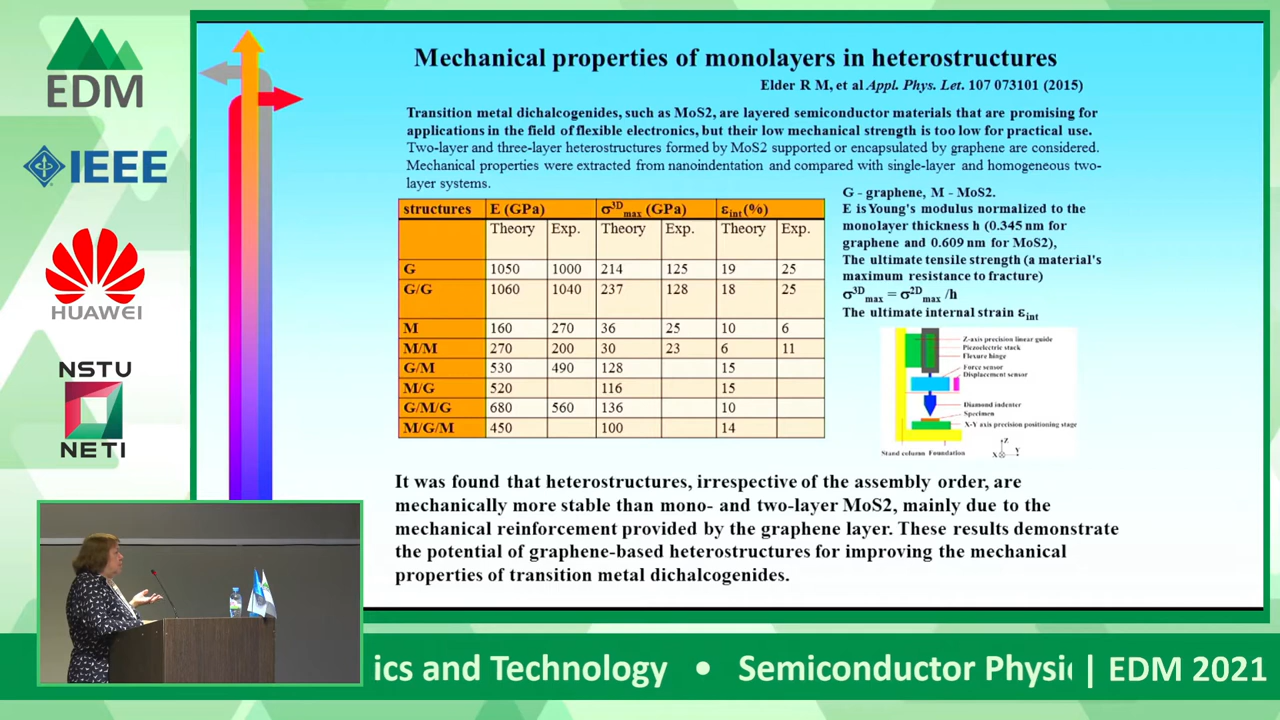 EDM
IEEE
HUAWEI
NSTU
NETI
Mechanical properties of monolayers in heterostructures
Elder R M, et al Appl. Phys. Let. 107 073101 (2015)
Transition metal dichalcogenides, such as MoS2, are layered semiconductor materials that are promising for
applications in the field of flexible electronics, but their low mechanical strength is too low for practical use.
Two-layer and three-layer heterostructures formed by MoS2 supported or encapsulated by graphene are considered.
Mechanical properties were extracted from nanoindentation and compared with single-layer and homogeneous two-
layer systems.
structures E (GPa) σ3Dmax (GPa) εint(%)
Theory Exp. Theory Exp. Theory Exp.
G 1050 1000 214 125 19 25
G/G 1060 1040 237 128 18 25
M 160 270 36 25 10 6
M/M 270 200 30 23 6 11
G/M 530 490 128 15
M/G 520 116 15
G/M/G 680 560 136 10
M/G/M 450 100 14
G - graphene, M - MoS2.
E is Young's modulus normalized to the
monolayer thickness h (0.345 nm for
graphene and 0.609 nm for MoS2),
The ultimate tensile strength (a material's
maximum resistance to fracture)
σ3Dmax = σ2Dmax /h
The ultimate internal strain εint
Z-axis precision linear guide
Piezoelectric stack
Flexure hinge
Force sensor
Displacement sensor
Diamond indenter
Specimen
X-Y axis precision positioning stage
Stand column Foundation
Z
X
Y
It was found that heterostructures, irrespective of the assembly order, are
mechanically more stable than mono- and two-layer MoS2, mainly due to the
mechanical reinforcement provided by the graphene layer. These results demonstrate
the potential of graphene-based heterostructures for improving the mechanical
properties of transition metal dichalcogenides.
ics and Technology • Semiconductor Physi | EDM 2021